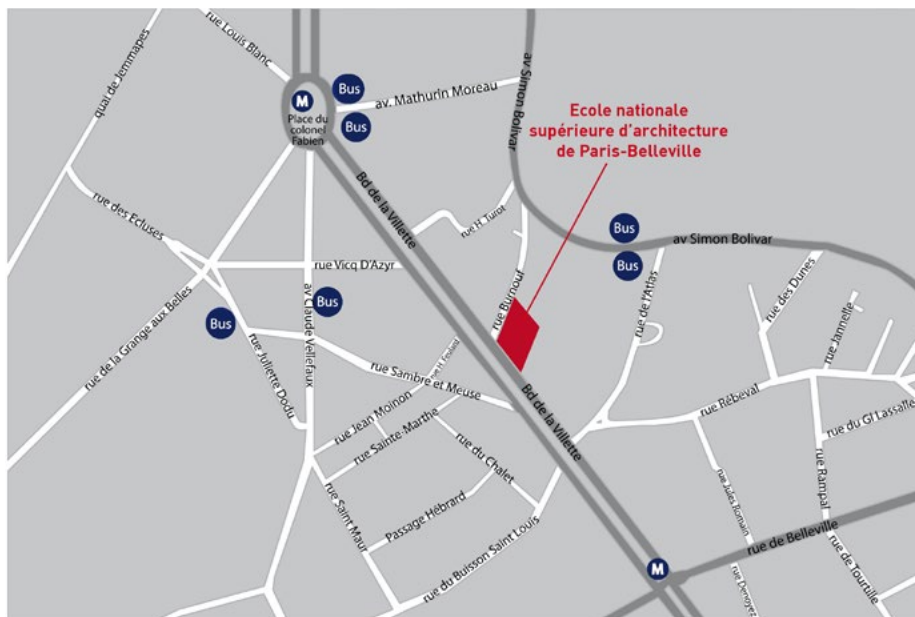 rue Louis Blanc
quai de Jemmapes
M
Place du
colonel
Fabien
Bus
Bus
av. Mathurin Moreau
av Simon Bolivar
Ecole nationale
supérieure d'architecture
de Paris-Belleville
Bd de la Villette
rue des Ecluses
rue H. Turot
Bus
Bus
av Simon Bolivar
rue Vicq D'Azyr
rue Burnouf
rue de l'Atlas
rue des Dunes
rue Jannelle
Bus
Bus
av Claude Vellefaux
rue de la Grange aux Belles
rue Juliette Dodu
rue H. Feulard
rue Sambre et Meuse
Bd de la Villette
rue Jean Moinon
rue Sainte-Marthe
rue Rébeval
rue du Gl Lassalle
rue du Chalet
rue Saint Maur
Passage Hébrard
rue Jules Romain
rue Rampal
rue du Buisson Saint Louis
M
rue de Belleville
rue Denoyez
rue de Tourtille